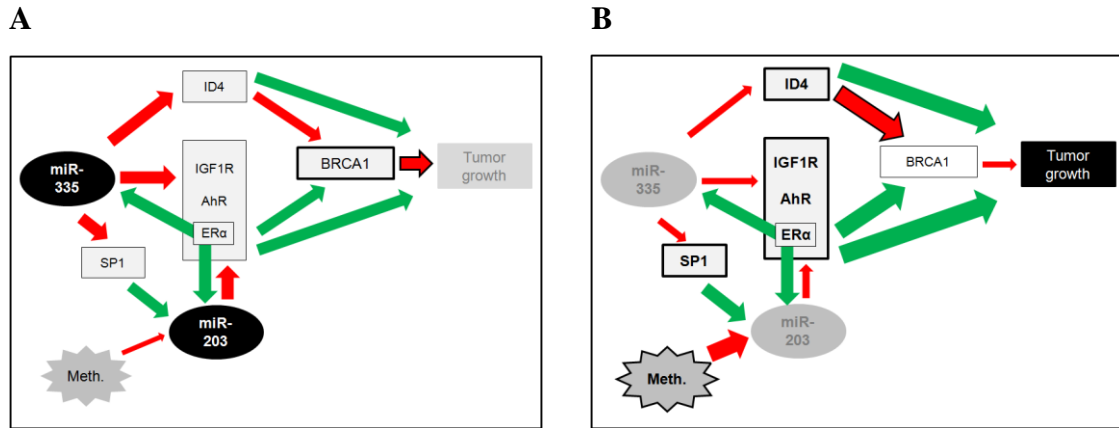 A
ID4
IGF1R
AhR
ERα
miR-
335
BRCA1
Tumor
growth
SP1
miR-
203
Meth.
B
ID4
IGF1R
AhR
ERα
miR-
335
BRCA1
Tumor
growth
SP1
miR-
203
Meth.